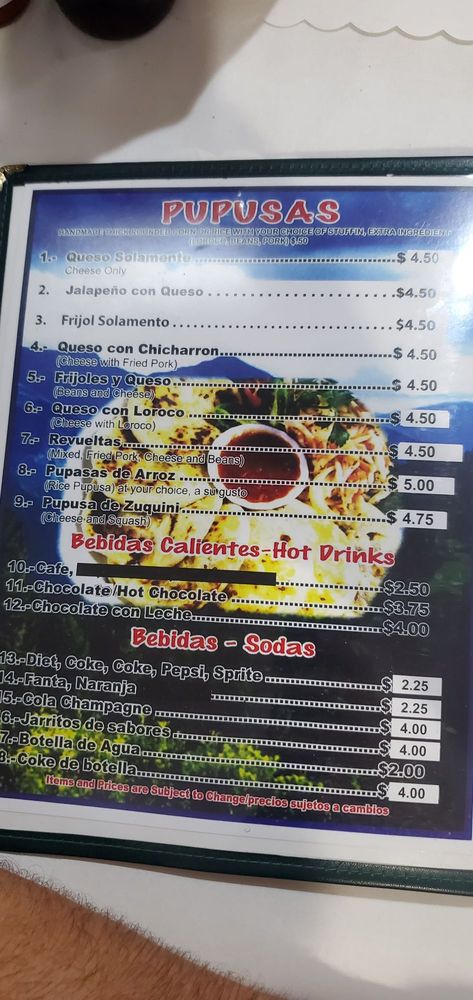 PUPUSAS
HANDMADE THICK ROUNDED CORN OR RICE WITH YOUR CHOICE OF STUFFIN, EXTRA INGREDIENT
(LOROCO, BEANS, PORK) $.50
1.- Queso Solamente $ 4.50
Cheese Only
2. Jalapeño con Queso $4.50
3. Frijol Solamento $4.50
4.- Queso con Chicharron $ 4.50
(Cheese with Fried Pork)
5.- Frijoles y Queso $ 4.50
(Beans and Cheese)
6.- Queso con Loroco $ 4.50
(Cheese with Loroco)
7.- Revueltas $ 4.50
(Mixed, Fried Pork, Cheese and Beans)
8.- Pupasas de Arroz $ 5.00
(Rice Pupusa) at your choice, a su gusto
9.- Pupusa de Zuquini $ 4.75
(Cheese and Squash)
Bebidas Calientes-Hot Drinks
10.-Cafe, $2.50
11.-Chocolate/Hot Chocolate $3.75
12.-Chocolate con Leche $4.00
Bebidas - Sodas
13.-Diet, Coke, Coke, Pepsi, Sprite $ 2.25
14.-Fanta, Naranja $ 2.25
5.-Cola Champagne $ 4.00
6.-Jarritos de sabores $ 4.00
7.-Botella de Agua $2.00
8.-Coke de botella $ 4.00
Items and Prices are Subject to Change/precios sujetos a cambios